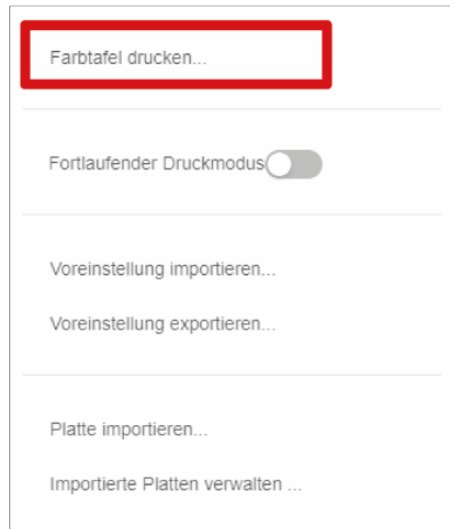 Farbtafel drucken...
Fortlaufender Druckmodus
Voreinstellung importieren...
Voreinstellung exportieren...
Platte importieren...
Importierte Platten verwalten ...